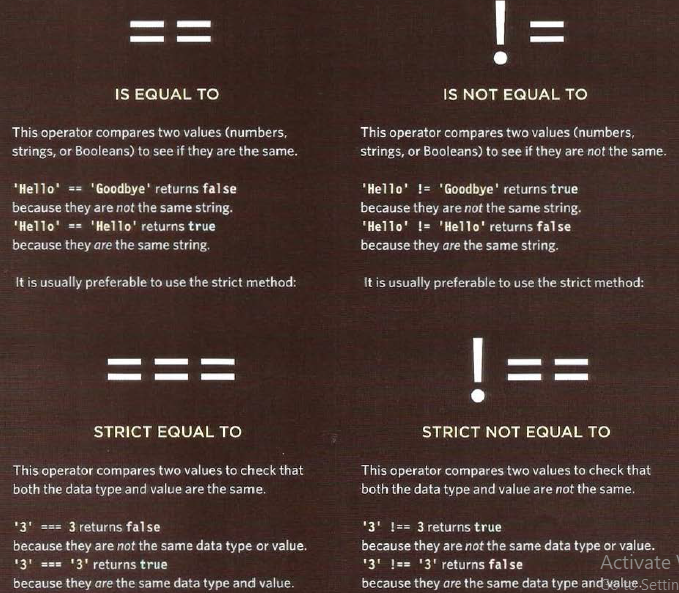 ==
IS EQUAL TO
This operator compares two values (numbers,
strings, or Booleans) to see if they are the same.
'Hello' == 'Goodbye' returns false
because they are not the same string.
'Hello' == 'Hello' returns true
because they are the same string.
It is usually preferable to use the strict method:
!=
IS NOT EQUAL TO
This operator compares two values (numbers,
strings, or Booleans) to see if they are not the same.
'Hello' != 'Goodbye' returns true
because they are not the same string.
'Hello' != 'Hello' returns false
because they are the same string.
It is usually preferable to use the strict method:
===
STRICT EQUAL TO
This operator compares two values to check that
both the data type and value are the same.
'3' === 3 returns false
because they are not the same data type or value.
'3' === '3' returns true
because they are the same data type and value.
!==
STRICT NOT EQUAL TO
This operator compares two values to check that
both the data type and value are not the same.
'3' !== 3 returns true
because they are not the same data type or value.
'3' !== '3' returns false
because they are the same data type and value.
Activate
Go to Settin